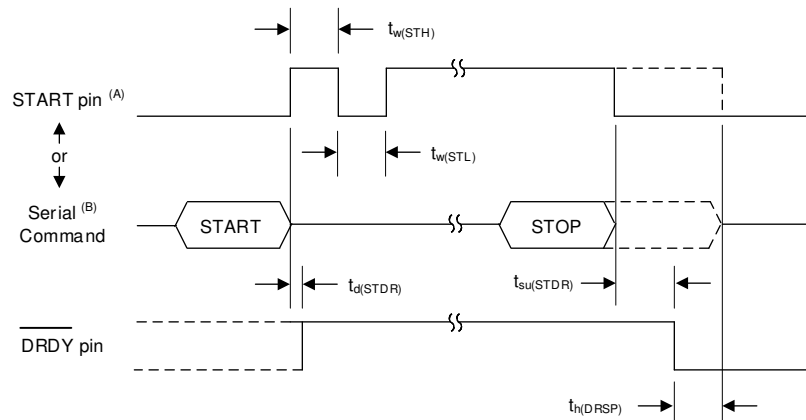 tw(STH)
START pin (A)
or
tw(STL)
Serial (B)
Command
START
STOP
td(STDR)
tsu(STDR)
DRDY pin
th(DRSP)